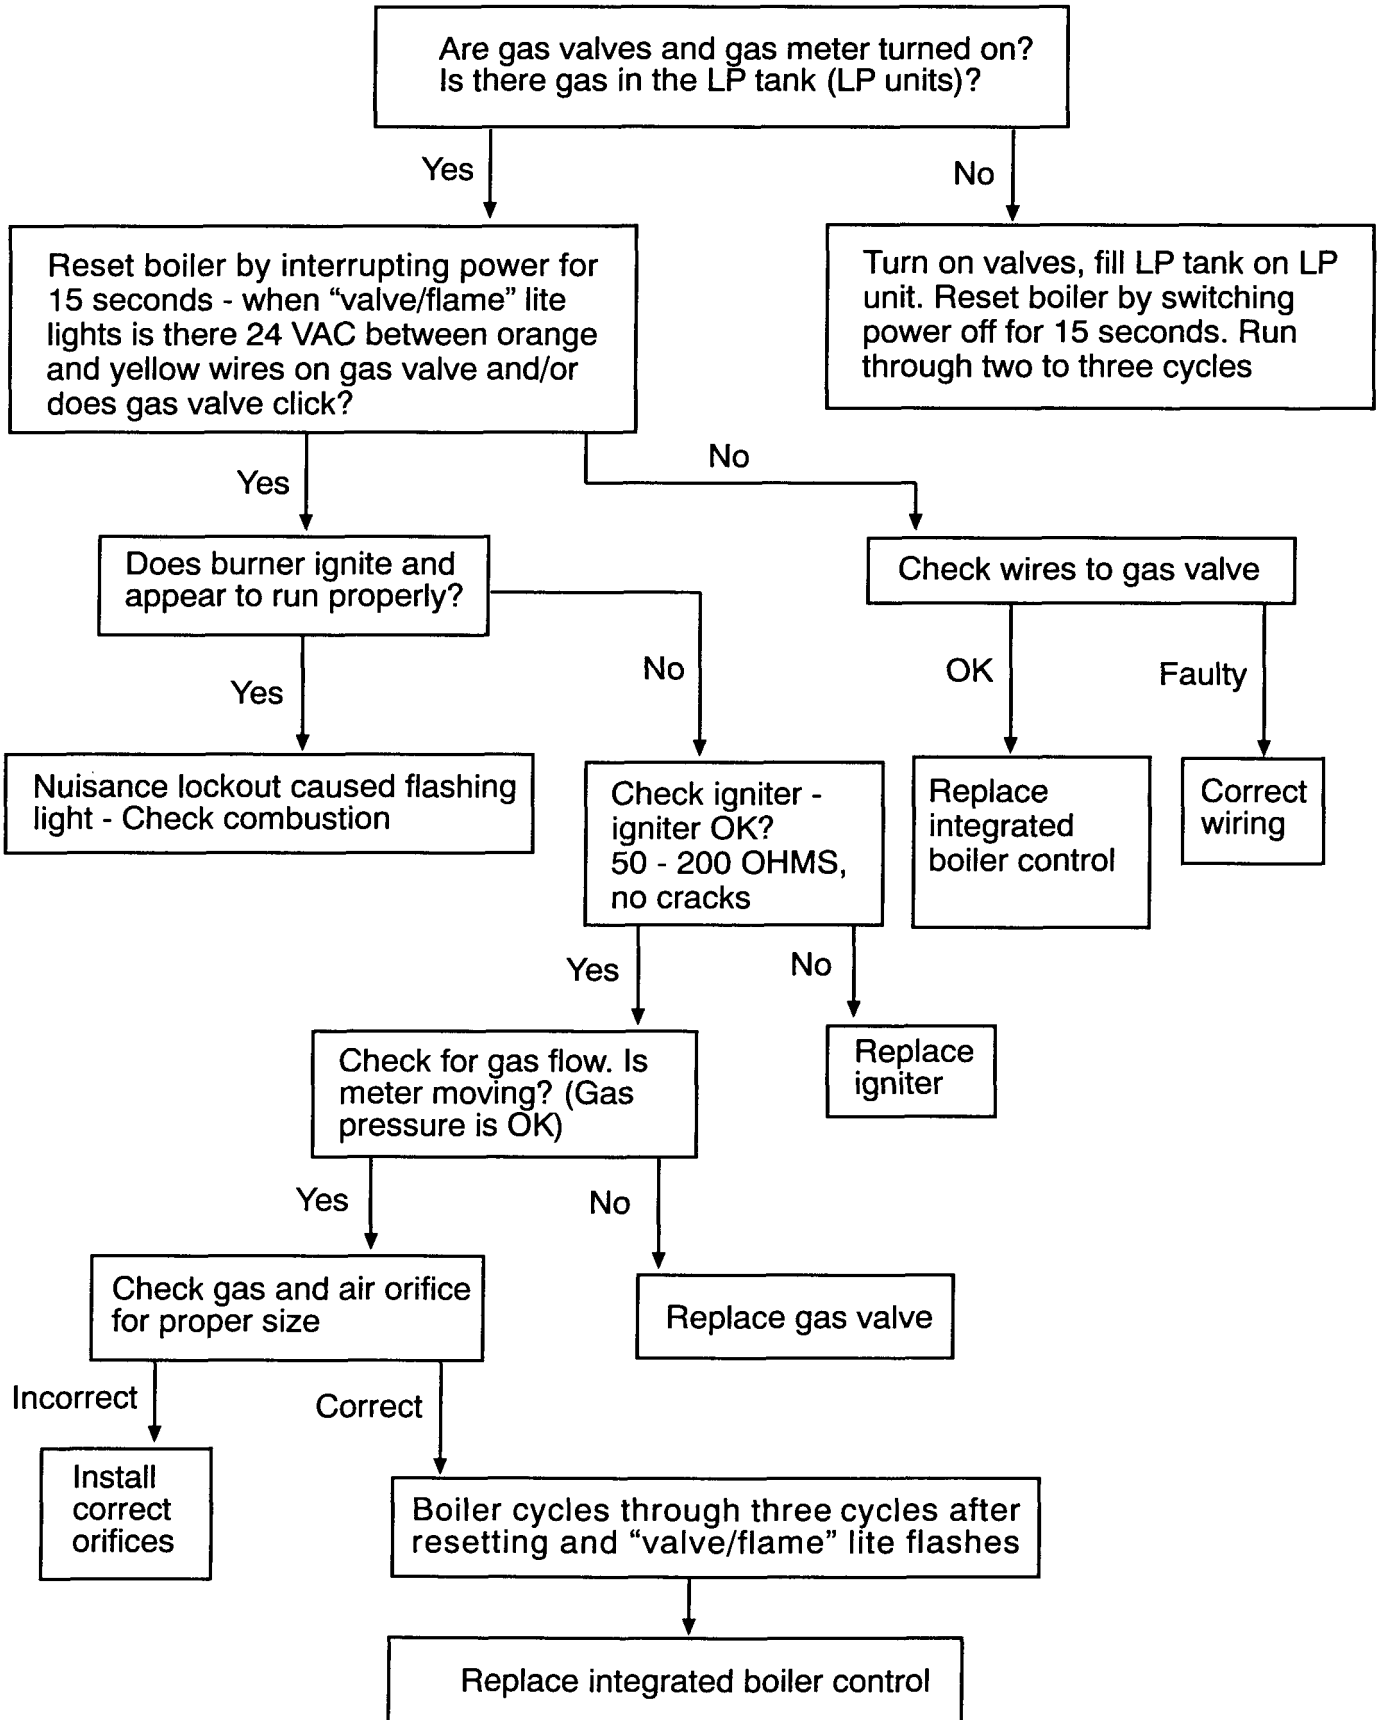 Are gas valves and gas meter turned on?
Is there gas in the LP tank (LP units)?
Yes
No
Reset boiler by interrupting power for
15 seconds - when “valve/flame” lite
lights is there 24 VAC between orange
and yellow wires on gas valve and/or
does gas valve click?
Turn on valves, fill LP tank on LP
unit. Reset boiler by switching
power off for 15 seconds. Run
through two to three cycles
Yes
No
Does burner ignite and
appear to run properly?
Check wires to gas valve
Yes
No
OK
Faulty
Nuisance lockout caused flashing
light - Check combustion
Check igniter -
igniter OK?
50 - 200 OHMS,
no cracks
Replace
integrated
boiler control
Correct
wiring
Yes
No
Check for gas flow. Is
meter moving? (Gas
pressure is OK)
Replace
igniter
Yes
No
Check gas and air orifice
for proper size
Replace gas valve
Incorrect
Correct
Install
correct
orifices
Boiler cycles through three cycles after
resetting and “valve/flame” lite flashes
Replace integrated boiler control